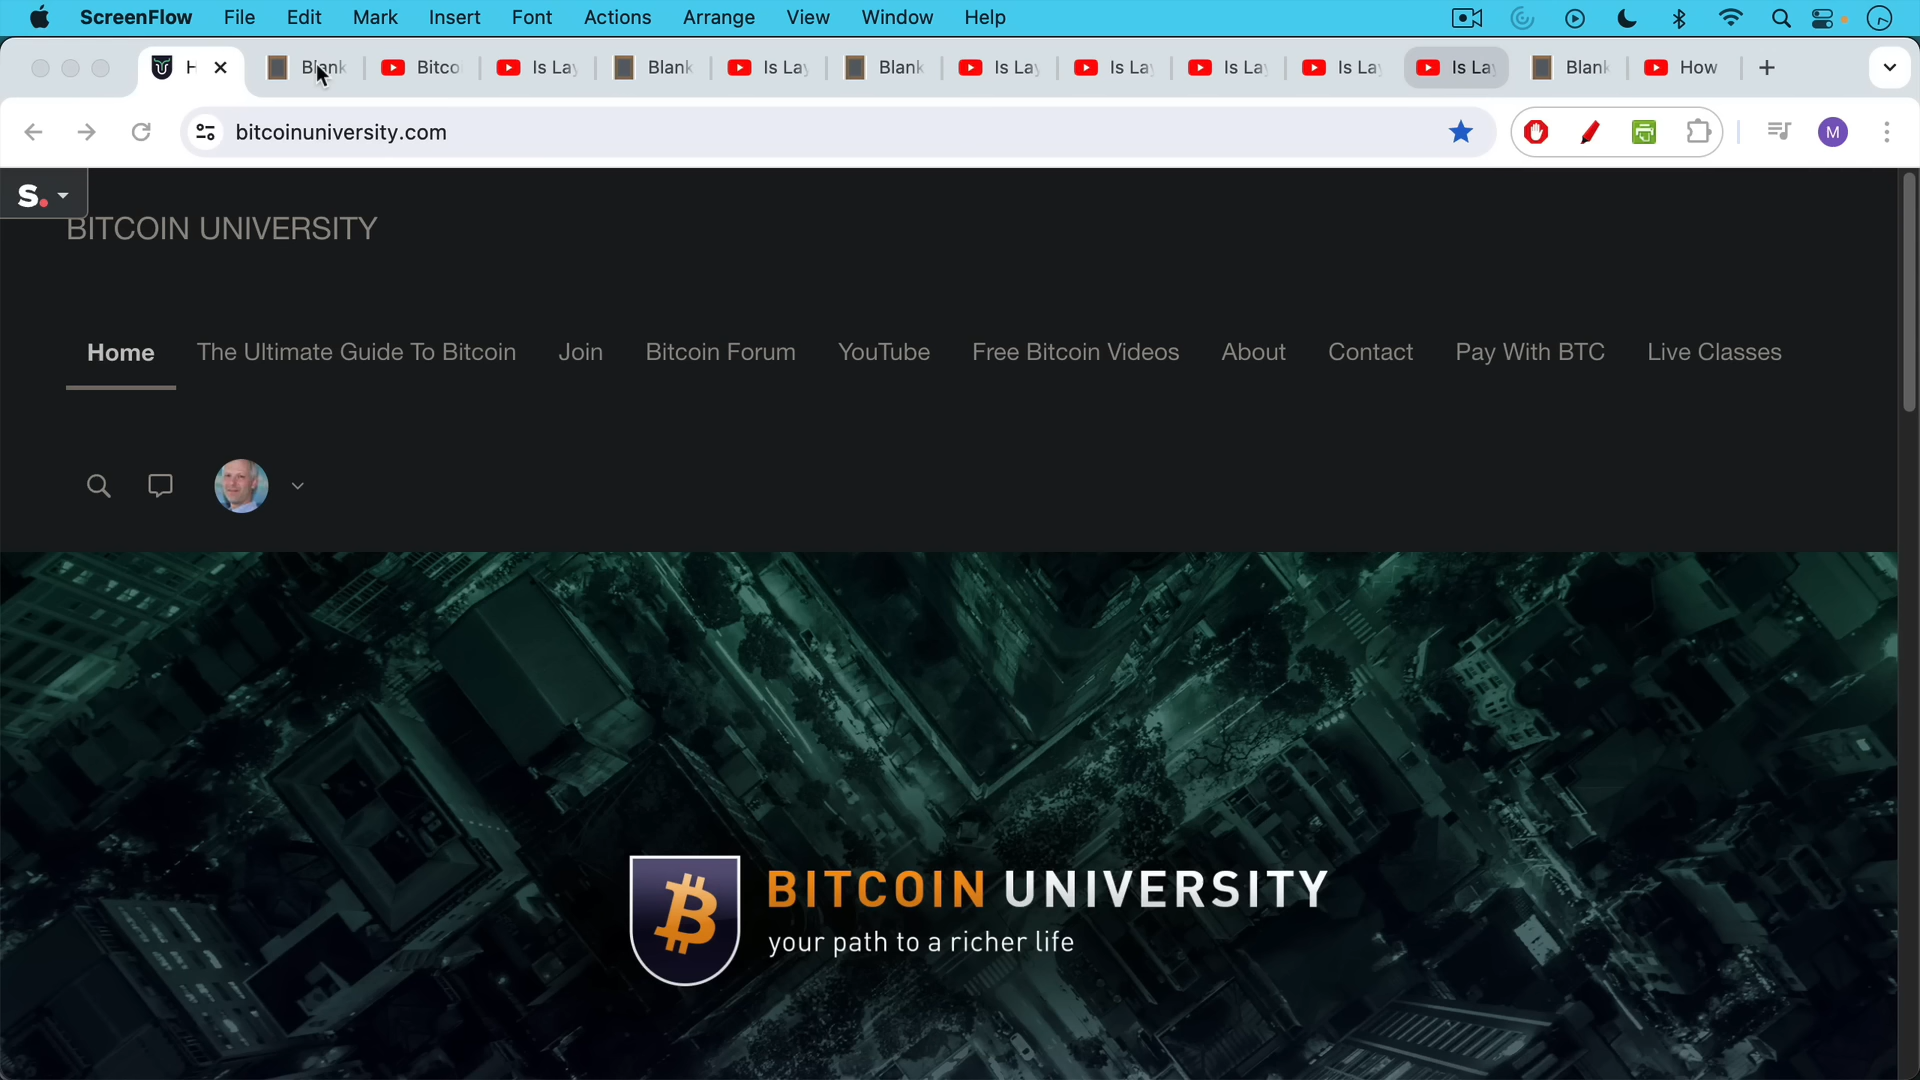 ScreenFlow File Edit Mark Insert Font Actions Arrange View Window Help
H Blank Bitco Is Lay Blank Is Lay Blank Is Lay Is Lay Is Lay Is Lay Is Lay Blank How
bitcoinuniversity.com M
S.
BITCOIN UNIVERSITY
Home The Ultimate Guide To Bitcoin Join Bitcoin Forum YouTube Free Bitcoin Videos About Contact Pay With BTC Live Classes
BITCOIN UNIVERSITY
your path to a richer life